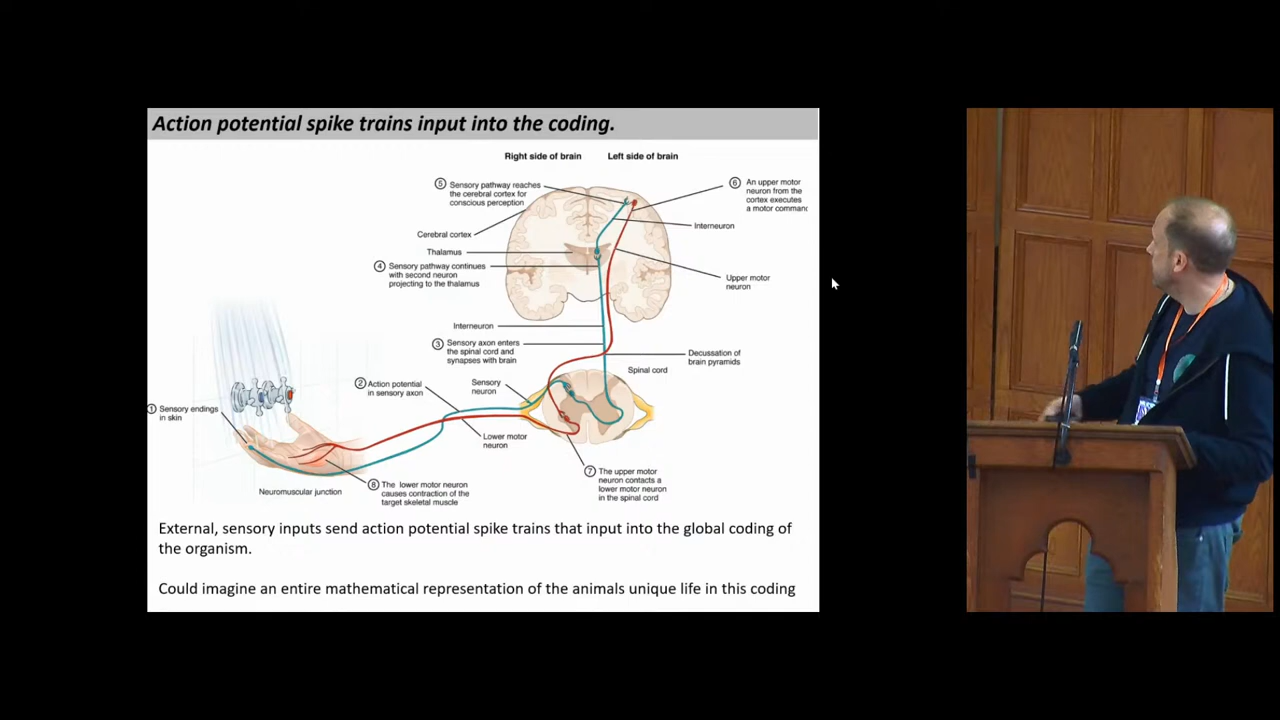 Action potential spike trains input into the coding.
Right side of brain
Left side of brain
5 Sensory pathway reaches
the cerebral cortex for
conscious perception
6 An upper motor
neuron from the
cortex executes
a motor command
Interneuron
Cerebral cortex
Thalamus
4 Sensory pathway continues
with second neuron
projecting to the thalamus
Upper motor
neuron
Interneuron
3 Sensory axon enters
the spinal cord and
synapses with brain
Decussation of
brain pyramids
Spinal cord
2 Action potential
in sensory axon
Sensory
neuron
1 Sensory endings
in skin
Lower motor
neuron
7 The upper motor
neuron contacts a
lower motor neuron
in the spinal cord
Neuromuscular junction
8 The lower motor neuron
causes contraction of the
target skeletal muscle
External, sensory inputs send action potential spike trains that input into the global coding of
the organism.
Could imagine an entire mathematical representation of the animals unique life in this coding